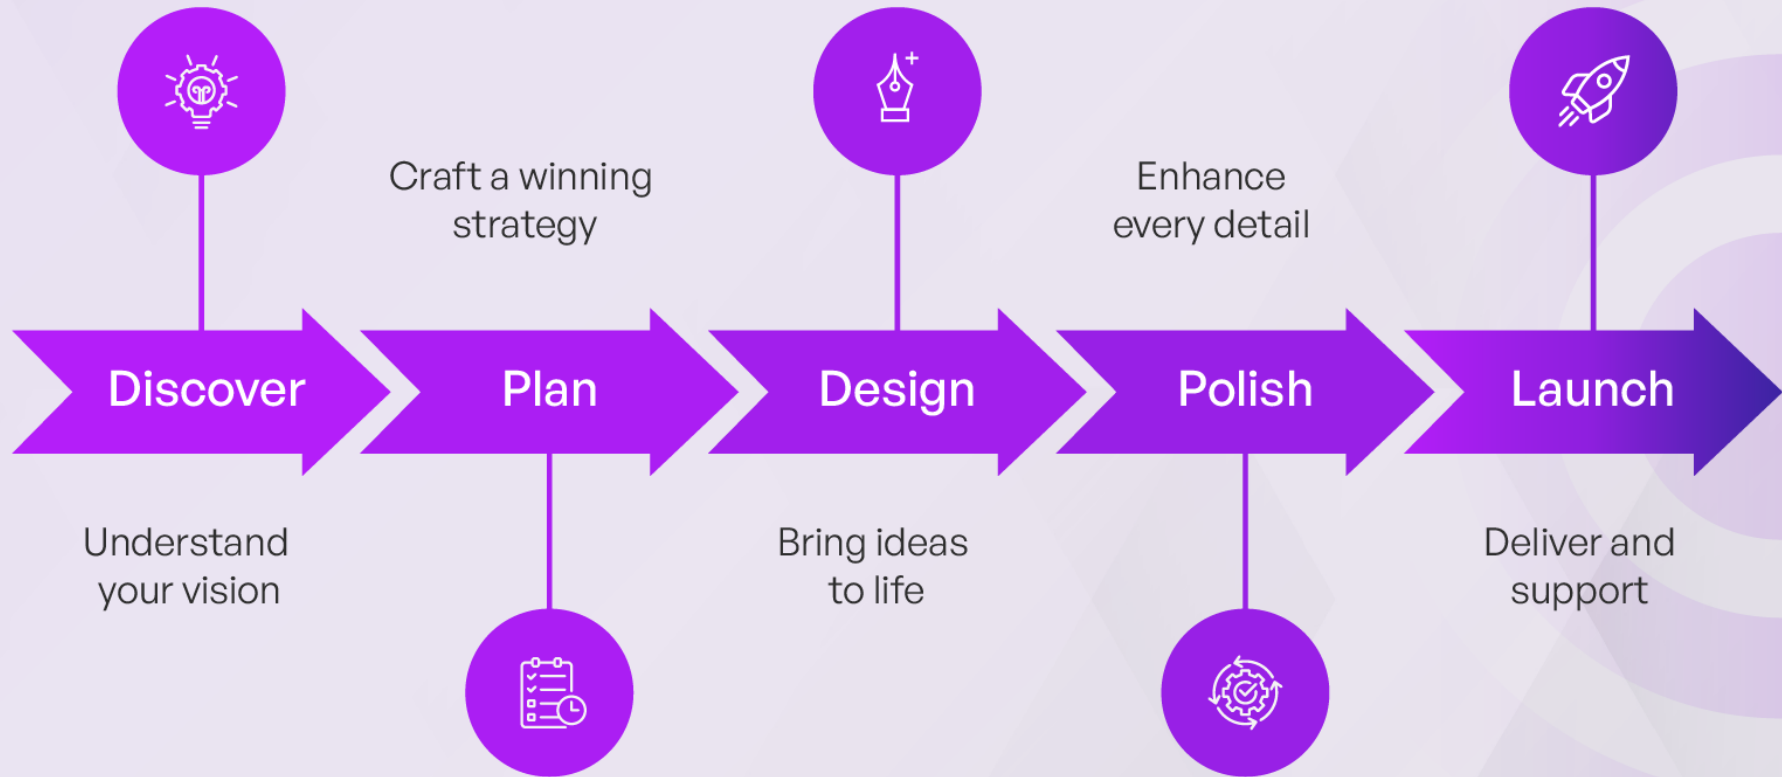 Craft a winning
strategy
Enhance
every detail
Discover
Plan
Design
Polish
Launch
Understand
your vision
Bring ideas
to life
Deliver and
support